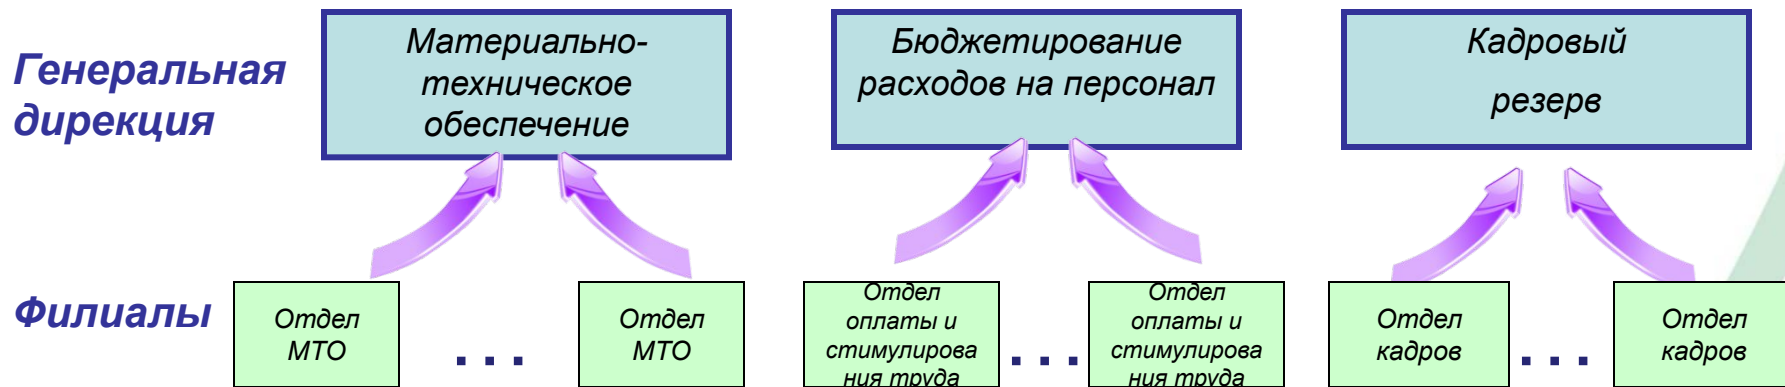 Генеральная
дирекция
Материально-
техническое
обеспечение
Бюджетирование
расходов на персонал
Кадровый
резерв
Филиалы
Отдел
МТО
...
Отдел
МТО
Отдел
оплаты и
стимулирова
ния труда
...
Отдел
оплаты и
стимулирова
ния труда
Отдел
кадров
...
Отдел
кадров